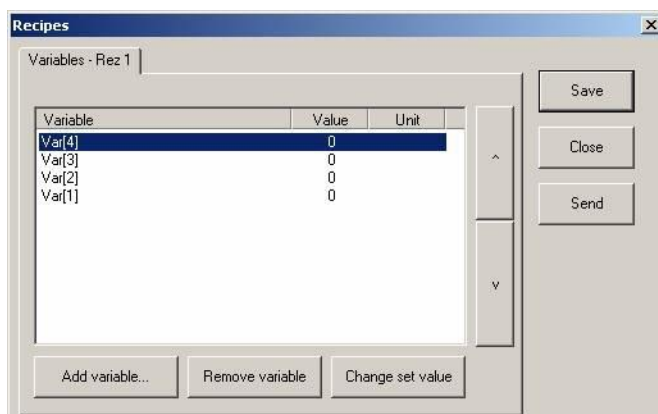 Recipes
Variables - Rez 1
Variable Value Unit
Var[4] 0
Var[3] 0
Var[2] 0
Var[1] 0
^
v
Add variable... Remove variable Change set value
Save
Close
Send